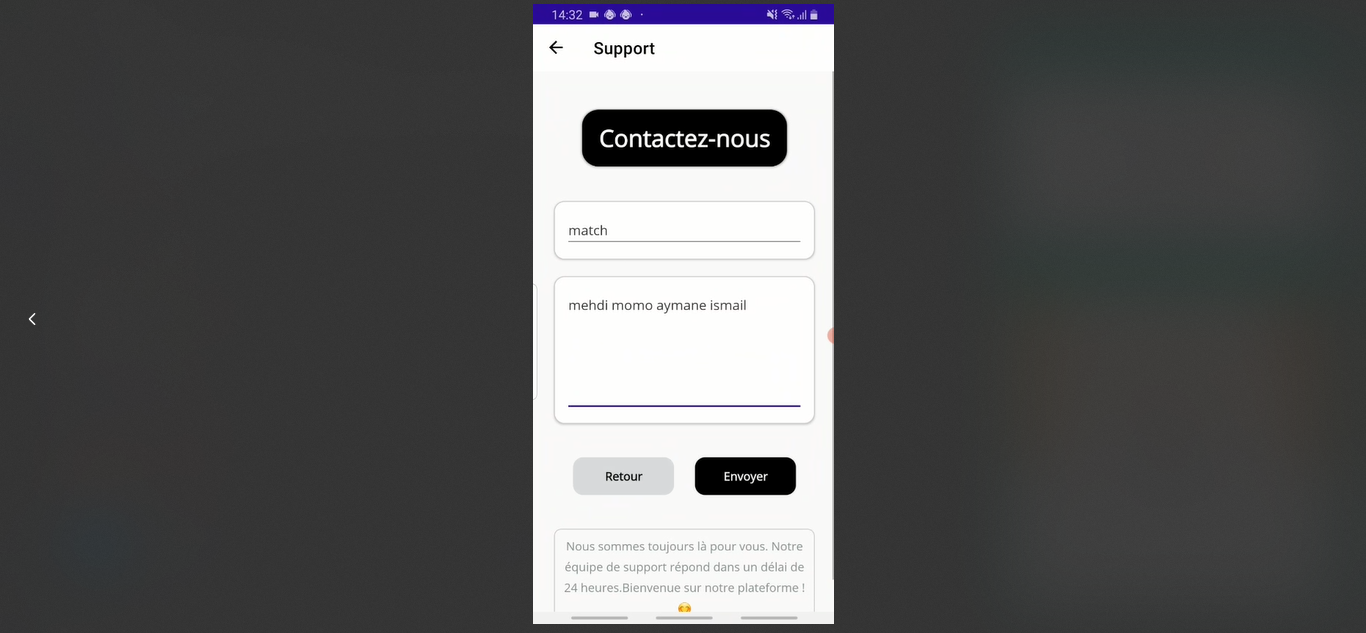 14:32
Support
Contactez-nous
match
mehdi momo aymane ismail
Retour
Envoyer
Nous sommes toujours là pour vous. Notre
équipe de support répond dans un délai de
24 heures.Bienvenue sur notre plateforme !